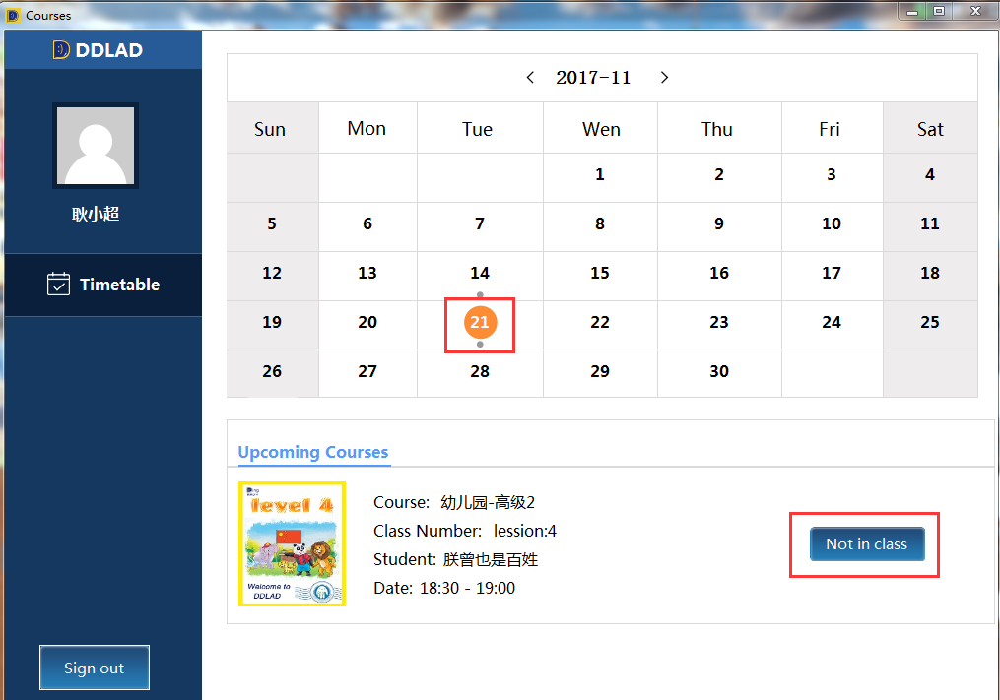 Courses
DDLAD
耿小超
Timetable
Sign out
2017-11
Sun Mon Tue Wen Thu Fri Sat
1 2 3 4
5 6 7 8 9 10 11
12 13 14 15 16 17 18
19 20 21 22 23 24 25
26 27 28 29 30
Upcoming Courses
level 4
Welcome to
DDLAD
Course: 幼儿园-高级2
Class Number: lession:4
Student: 朕曾也是百姓
Date: 18:30 - 19:00
Not in class